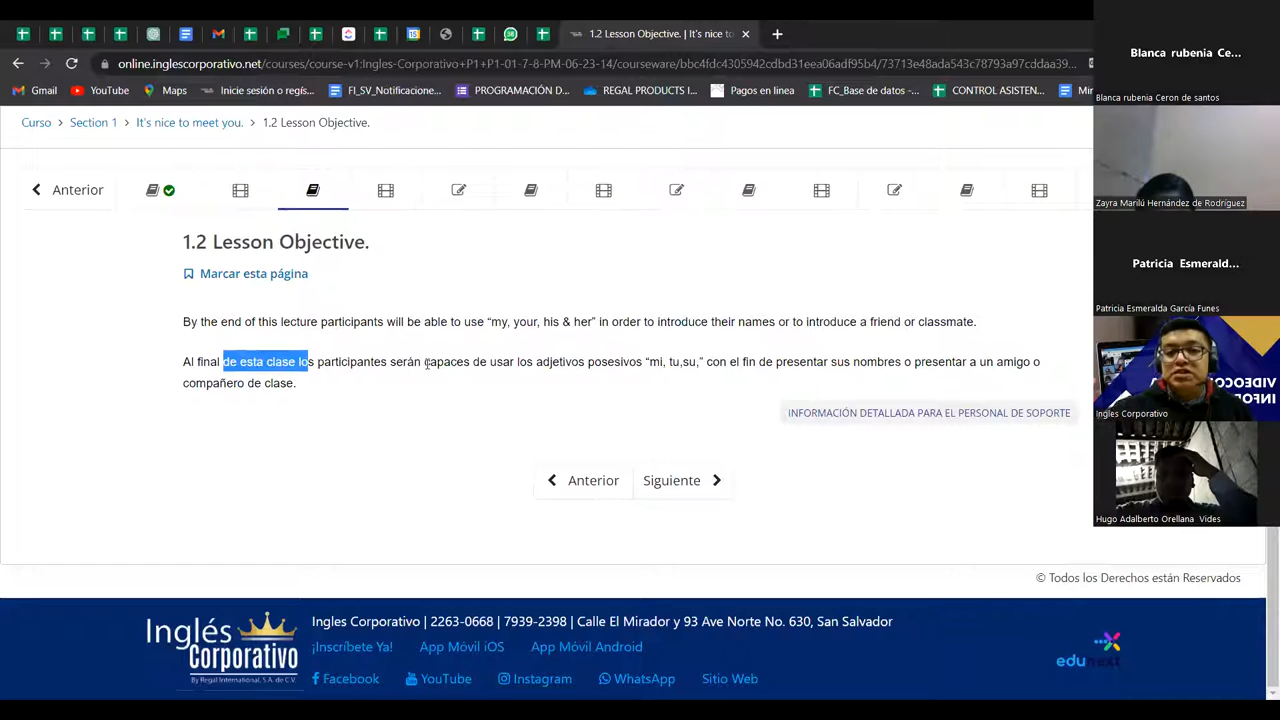 1.2 Lesson Objective. | It's nice to
online.inglescorporativo.net/courses/course-v1:Ingles-Corporativo+P1+P1-01-7-8-PM-06-23-14/courseware/bbc4fdc4305942cdbd31eea06adf95b4/73713e48ada543c78793a97cddaa39...
Gmail YouTube Maps Inicie sesión o regís... FI_SV_Notificacione... PROGRAMACIÓN D... REGAL PRODUCTS I... Pagos en linea FC_Base de datos -... CONTROL ASISTEN...
Curso > Section 1 > It's nice to meet you. > 1.2 Lesson Objective.
Anterior
1.2 Lesson Objective.
Marcar esta página
By the end of this lecture participants will be able to use “my, your, his & her” in order to introduce their names or to introduce a friend or classmate.
Al final de esta clase los participantes serán capaces de usar los adjetivos posesivos “mi, tu,su,” con el fin de presentar sus nombres o presentar a un amigo o
compañero de clase.
INFORMACIÓN DETALLADA PARA EL PERSONAL DE SOPORTE
Anterior Siguiente
© Todos los Derechos están Reservados
Inglés
Corporativo
By Regal International, S.A. de C.V.
Ingles Corporativo | 2263-0668 | 7939-2398 | Calle El Mirador y 93 Ave Norte No. 630, San Salvador
¡Inscríbete Ya! App Móvil iOS App Móvil Android
Facebook YouTube Instagram WhatsApp Sitio Web
edunext
Blanca rubenia Ce...
Blanca rubenia Ceron de santos
Zayra Marilú Hernández de Rodríguez
Patricia Esmerald...
Patricia Esmeralda García Funes
VIDEOCO
INFOR
Ingles Corporativo
Hugo Adalberto Orellana Vides